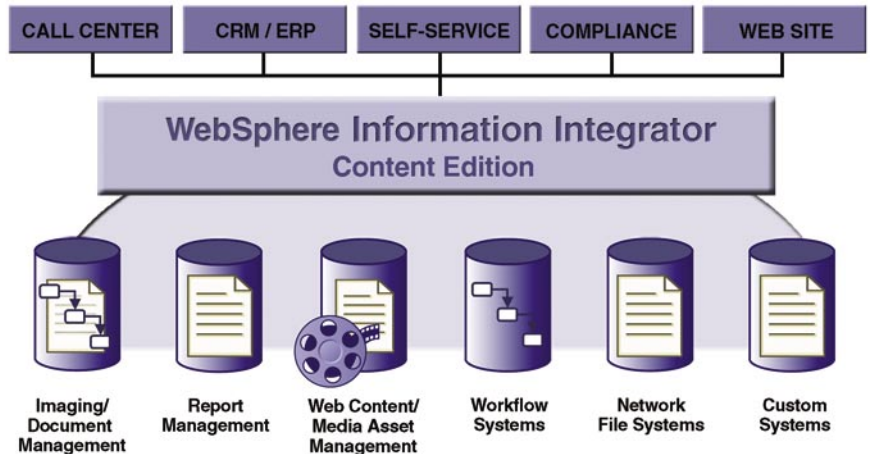 CALL CENTER
CRM / ERP
SELF-SERVICE
COMPLIANCE
WEB SITE
WebSphere Information Integrator
Content Edition
Imaging/
Document
Management
Report
Management
Web Content/
Media Asset
Management
Workflow
Systems
Network
File Systems
Custom
Systems